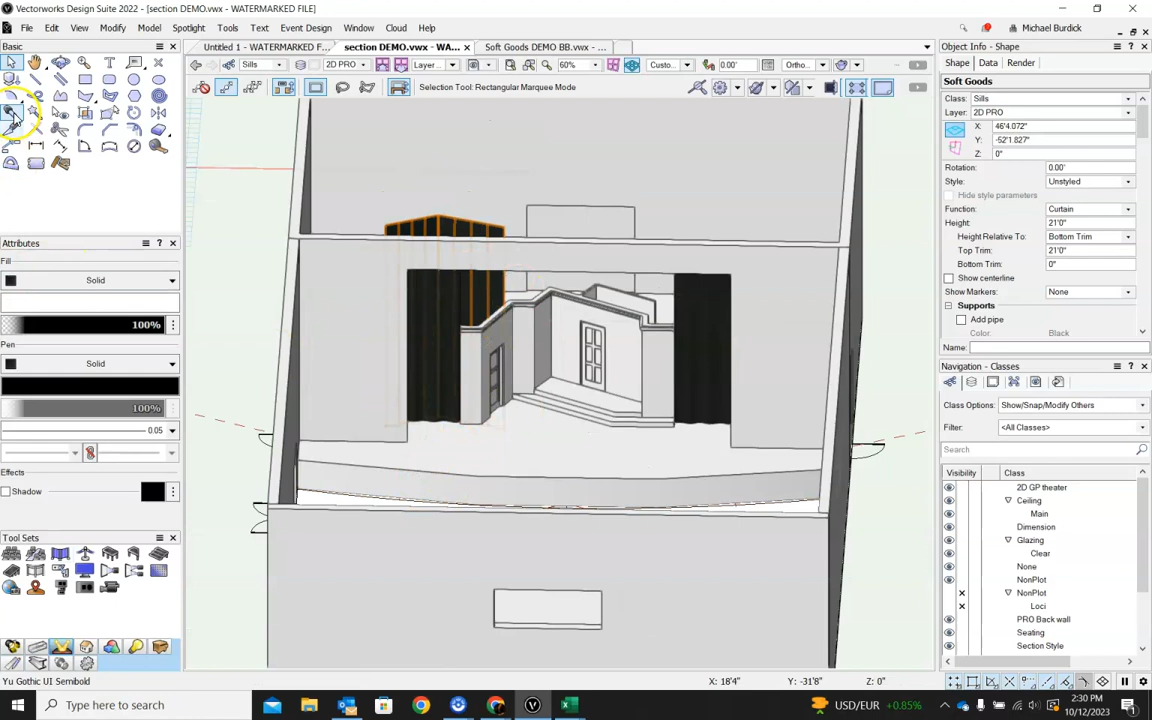 Vectorworks Design Suite 2022 - [section DEMO.vwx - WATERMARKED FILE]
File Edit View Modify Model Spotlight Tools Text Event Design Window Cloud Help
Michael Burdick
Basic
Untitled 1 - WATERMARKED F...
section DEMO.vwx - WA...
Soft Goods DEMO BB.vwx - ...
Object Info - Shape
Sills
2D PRO
Layer...
60%
Custo...
0.00'
Ortho...
Shape Data Render
Selection Tool: Rectangular Marquee Mode
Soft Goods
Class: Sills
Layer: 2D PRO
X: 46'4.072"
Y: -52'1.827"
Z: 0"
Rotation: 0.00'
Style: Unstyled
Hide style parameters
Function: Curtain
Height: 21'0"
Height Relative To: Bottom Trim
Top Trim: 21'0"
Bottom Trim: 0"
Show centerline
Show Markers: None
Supports
Add pipe
Color: Black
Name:
Attributes
Fill
Solid
100%
Pen
Solid
100%
0.05
Effects
Shadow
Tool Sets
Navigation - Classes
Class Options: Show/Snap/Modify Others
Filter: <All Classes>
Search
Visibility Class
2D GP theater
Ceiling
Main
Dimension
Glazing
Clear
None
NonPlot
NonPlot
Loci
PRO Back wall
Seating
Section Style
Yu Gothic UI Semibold
X: 18'4" Y: -31'8" Z: 0"
Type here to search
USD/EUR +0.85%
2:30 PM
10/12/2023